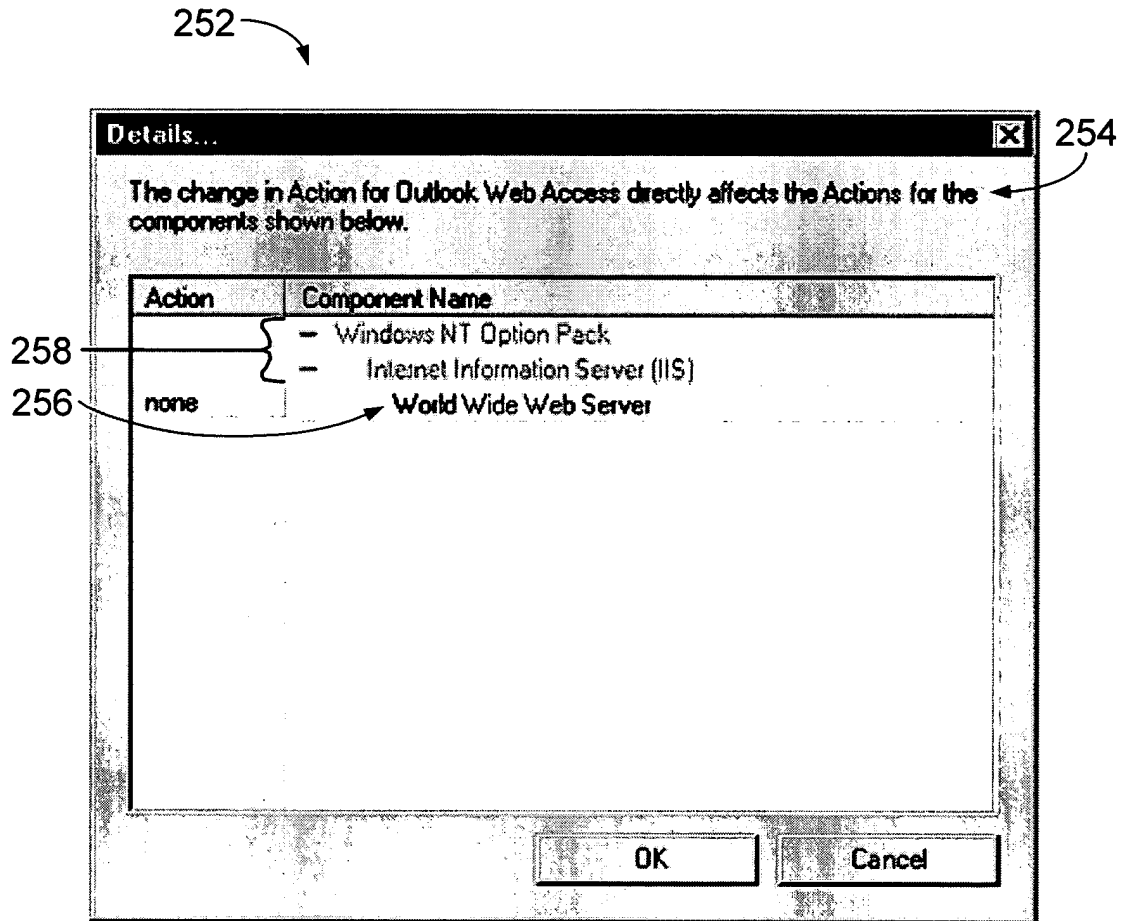 252
Details...
254
The change in Action for Outlook Web Access directly affects the Actions for the
components shown below.
Action Component Name
258
– Windows NT Option Pack
– Internet Information Server (IIS)
256
none World Wide Web Server
OK Cancel